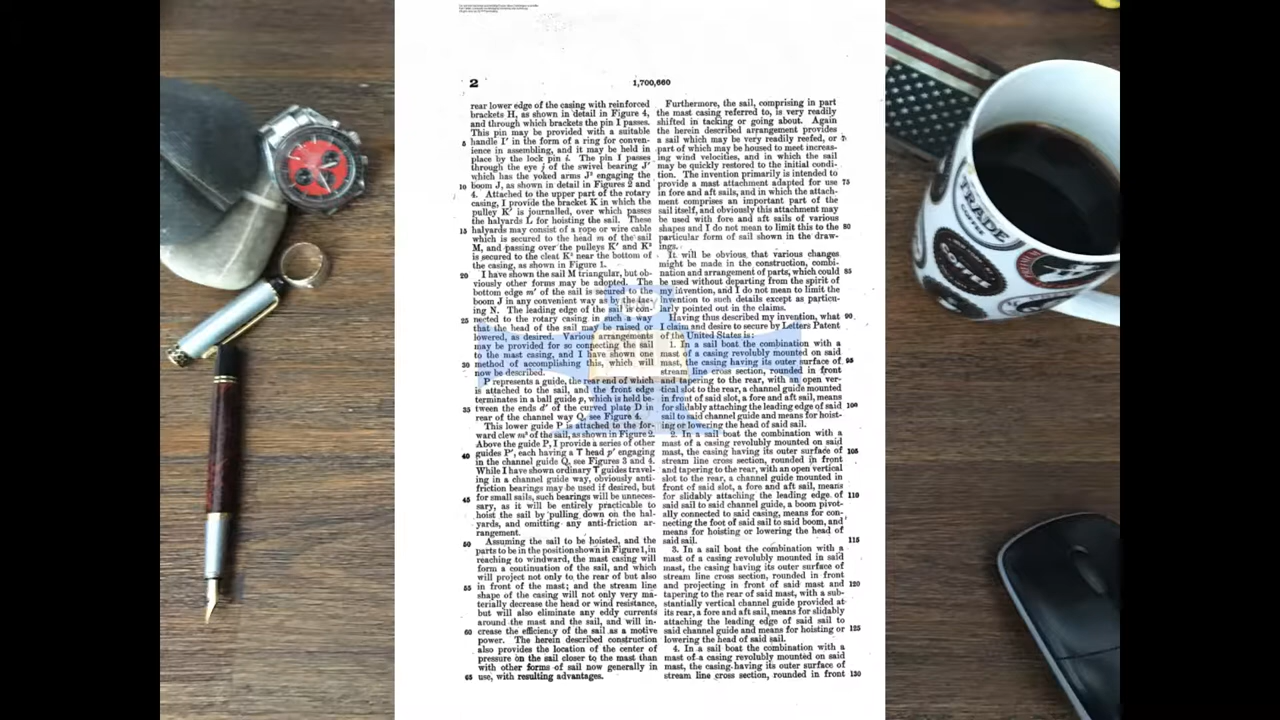 2
1,700,660
rear lower edge of the casing with reinforced
brackets H, as shown in detail in Figure 4,
and through which brackets the pin I passes.
This pin may be provided with a suitable
5 handle I' in the form of a ring for conven-
ience in assembling, and it may be held in
place by the lock pin i. The pin I passes
through the eye j of the swivel bearing J'
which has the yoked arms J² engaging the
10 boom J, as shown in detail in Figures 2 and
4. Attached to the upper part of the rotary
casing, I provide the bracket K in which the
pulley K' is journalled, over which passes
the halyards L for hoisting the sail. These
15 halyards may consist of a rope or wire cable
which is secured to the head m of the sail
M, and passing over the pulleys K' and K²
is secured to the cleat K³ near the bottom of
the casing, as shown in Figure 1.
20 I have shown the sail M triangular, but ob-
viously other forms may be adopted. The
bottom edge m' of the sail is secured to the
boom J in any convenient way as by the lac-
ing N. The leading edge of the sail is con-
25 nected to the rotary casing in such a way
that the head of the sail may be raised or
lowered, as desired. Various arrangements
may be provided for so connecting the sail
to the mast casing, and I have shown one
30 method of accomplishing this, which will
now be described.
P represents a guide, the rear end of which
is attached to the sail, and the front edge
terminates in a ball guide p, which is held be-
35 tween the ends d' of the curved plate D in
rear of the channel way Q, see Figure 4.
This lower guide P is attached to the for-
ward clew m² of the sail, as shown in Figure 2.
Above the guide P, I provide a series of other
40 guides P', each having a T head p' engaging
in the channel guide Q, see Figures 3 and 4.
While I have shown ordinary T guides travel-
ing in a channel guide way, obviously anti-
friction bearings may be used if desired, but
45 for small sails, such bearings will be unneces-
sary, as it will be entirely practicable to
hoist the sail by pulling down on the hal-
yards, and omitting any anti-friction ar-
rangement.
50 Assuming the sail to be hoisted, and the
parts to be in the position shown in Figure 1, in
reaching to windward, the mast casing will
form a continuation of the sail, and which
will project not only to the rear of but also
55 in front of the mast; and the stream line
shape of the casing will not only very ma-
terially decrease the head or wind resistance,
but will also eliminate any eddy currents
around the mast and the sail, and will in-
60 crease the efficiency of the sail as a motive
power. The herein described construction
also provides the location of the center of
pressure on the sail closer to the mast than
with other forms of sail now generally in
65 use, with resulting advantages.
Furthermore, the sail, comprising in part
the mast casing referred to, is very readily
shifted in tacking or going about. Again
the herein described arrangement provides
a sail which may be very readily reefed, or
part of which may be housed to meet increas-
ing wind velocities, and in which the sail
may be quickly restored to the initial condi-
tion. The invention primarily is intended to
provide a mast attachment adapted for use 75
in fore and aft sails, and in which the attach-
ment comprises an important part of the
sail itself, and obviously this attachment may
be used with fore and aft sails of various
shapes and I do not mean to limit this to the 80
particular form of sail shown in the draw-
ings.
It will be obvious that various changes
might be made in the construction, combi-
nation and arrangement of parts, which could 85
be used without departing from the spirit of
my invention, and I do not mean to limit the
invention to such details except as particu-
larly pointed out in the claims.
Having thus described my invention, what 90
I claim and desire to secure by Letters Patent
of the United States is:
1. In a sail boat the combination with a
mast of a casing revolubly mounted on said
mast, the casing having its outer surface of 95
stream line cross section, rounded in front
and tapering to the rear, with an open ver-
tical slot to the rear, a channel guide mounted
in front of said slot, a fore and aft sail, means
for slidably attaching the leading edge of said 100
sail to said channel guide and means for hoist-
ing or lowering the head of said sail.
2. In a sail boat the combination with a
mast of a casing revolubly mounted on said
mast, the casing having its outer surface of 105
stream line cross section, rounded in front
and tapering to the rear, with an open vertical
slot to the rear, a channel guide mounted in
front of said slot, a fore and aft sail, means
for slidably attaching the leading edge of 110
said sail to said channel guide, a boom pivot-
ally connected to said casing, means for con-
necting the foot of said sail to said boom, and
means for hoisting or lowering the head of
said sail. 115
3. In a sail boat the combination with a
mast of a casing revolubly mounted in said
mast, the casing having its outer surface of
stream line cross section, rounded in front
and projecting in front of said mast and 120
tapering to the rear of said mast, with a sub-
stantially vertical channel guide provided at
its rear, a fore and aft sail, means for slidably
attaching the leading edge of said sail to
said channel guide and means for hoisting or 125
lowering the head of said sail.
4. In a sail boat the combination with a
mast of a casing revolubly mounted on said
mast, the casing having its outer surface of
stream line cross section, rounded in front 130
TRADE